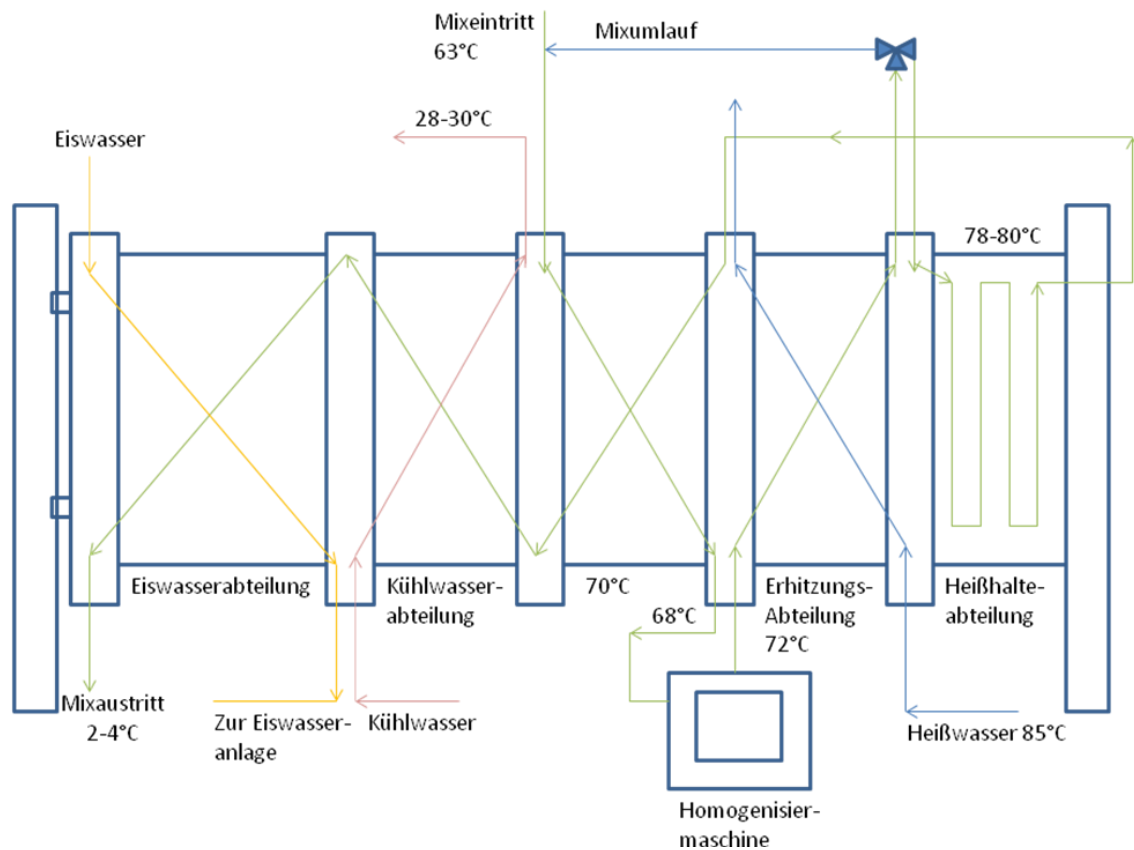 Mixeintritt
63°C
Mixumlauf
28-30°C
Eiswasser
78-80°C
Eiswasserabteilung
Kühlwasser-
abteilung
70°C
68°C
Erhitzungs-
Abteilung
72°C
Heißhalte-
abteilung
Mixaustritt
2-4°C
Zur Eiswasser-
anlage
Kühlwasser
Heißwasser 85°C
Homogenisier-
maschine